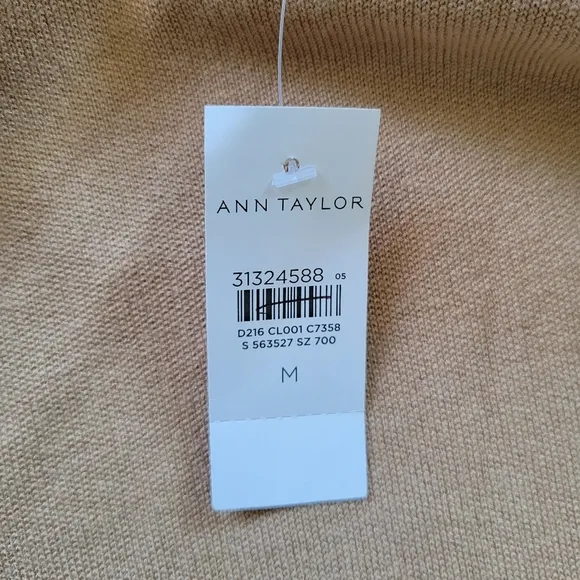 ANN TAYLOR
31324588 05
D216 CL001 C7358
S 563527 SZ 700
M